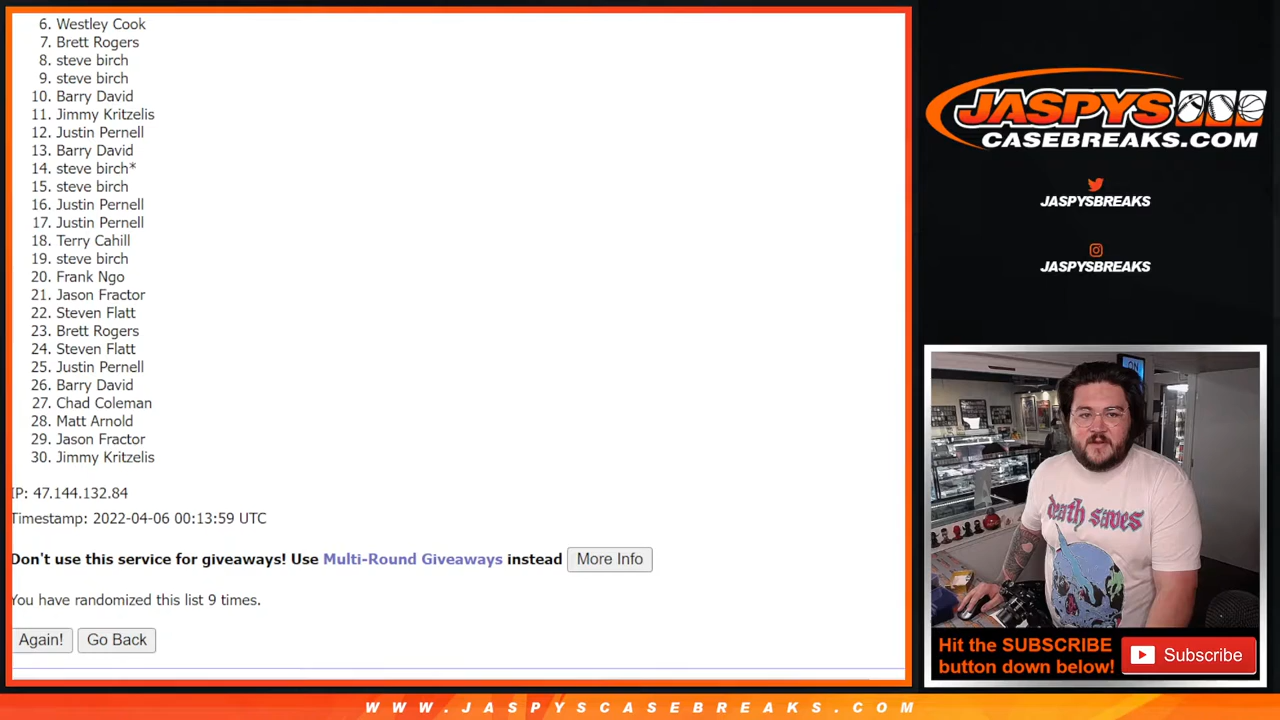 6. Westley Cook
7. Brett Rogers
8. steve birch
9. steve birch
10. Barry David
11. Jimmy Kritzelis
12. Justin Pernell
13. Barry David
14. steve birch*
15. steve birch
16. Justin Pernell
17. Justin Pernell
18. Terry Cahill
19. steve birch
20. Frank Ngo
21. Jason Fractor
22. Steven Flatt
23. Brett Rogers
24. Steven Flatt
25. Justin Pernell
26. Barry David
27. Chad Coleman
28. Matt Arnold
29. Jason Fractor
30. Jimmy Kritzelis
IP: 47.144.132.84
Timestamp: 2022-04-06 00:13:59 UTC
Don't use this service for giveaways! Use Multi-Round Giveaways instead More Info
You have randomized this list 9 times.
Again! Go Back
JASPYS
CASEBREAKS.COM
JASPYSBREAKS
JASPYSBREAKS
ON
death saves
Hit the SUBSCRIBE
button down below!
Subscribe
WWW.JASPYSCASEBREAKS.COM